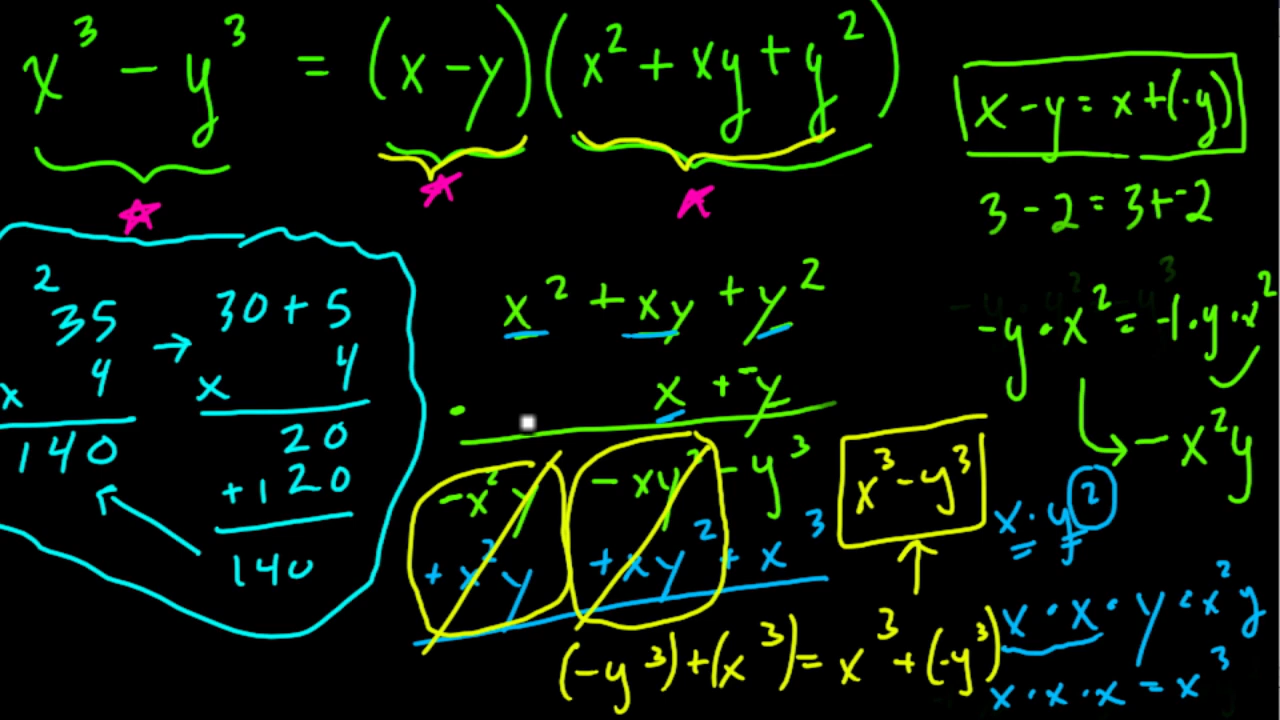 x³ - y³ = (x - y)(x² + xy + y²)
x - y = x + (-y)
3 - 2 = 3 + -2
-y · x² = -1 · y · x²
→ - x²y
2
35
x 4
140
→
30 + 5
x 4
20
+120
140
x² + xy + y²
· x + -y
-x²y - xy² - y³
+ x²y + xy² + x³
x³ - y³
(-y³) + (x³) = x³ + (-y³)
x · y²
x · x · y = x²y
x · x · x = x³